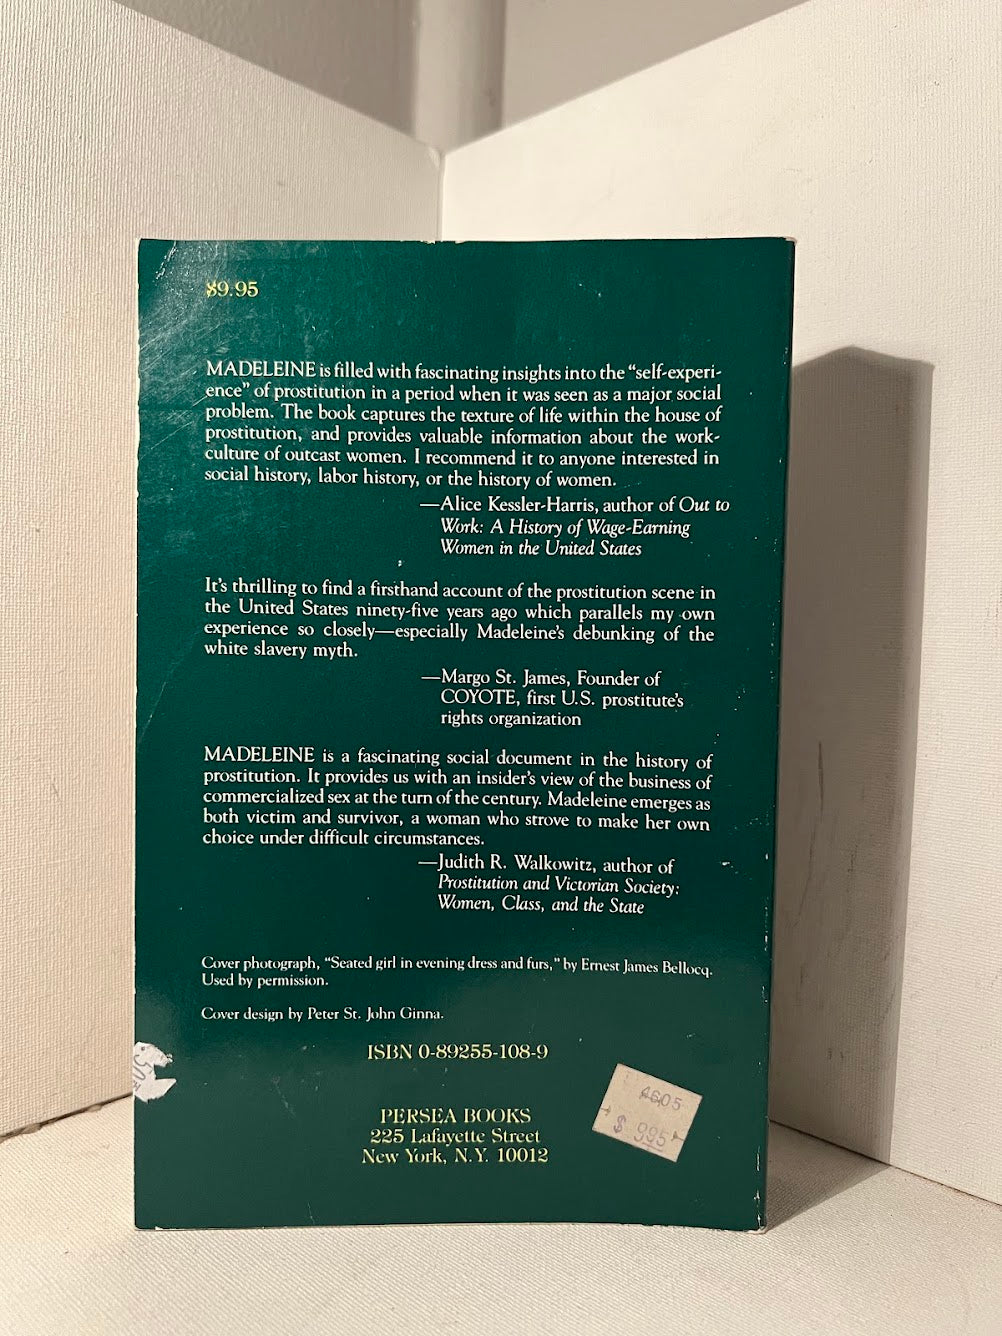 $9.95
MADELEINE is filled with fascinating insights into the “self-experi-
ence” of prostitution in a period when it was seen as a major social
problem. The book captures the texture of life within the house of
prostitution, and provides valuable information about the work-
culture of outcast women. I recommend it to anyone interested in
social history, labor history, or the history of women.
—Alice Kessler-Harris, author of Out to
Work: A History of Wage-Earning
Women in the United States
It’s thrilling to find a firsthand account of the prostitution scene in
the United States ninety-five years ago which parallels my own
experience so closely—especially Madeleine’s debunking of the
white slavery myth.
—Margo St. James, Founder of
COYOTE, first U.S. prostitute’s
rights organization
MADELEINE is a fascinating social document in the history of
prostitution. It provides us with an insider’s view of the business of
commercialized sex at the turn of the century. Madeleine emerges as
both victim and survivor, a woman who strove to make her own
choice under difficult circumstances.
—Judith R. Walkowitz, author of
Prostitution and Victorian Society:
Women, Class, and the State
Cover photograph, “Seated girl in evening dress and furs,” by Ernest James Bellocq.
Used by permission.
Cover design by Peter St. John Ginna.
ISBN 0-89255-108-9
PERSEA BOOKS
225 Lafayette Street
New York, N.Y. 10012
4605
$ 995